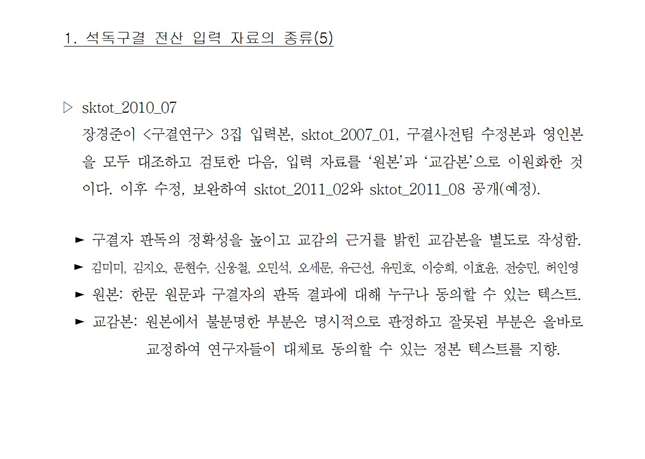 1. 석독구결 전산 입력 자료의 종류(5)
▷ sktot_2010_07
장경준이 <구결연구> 3집 입력본, sktot_2007_01, 구결사전팀 수정본과 영인본
을 모두 대조하고 검토한 다음, 입력 자료를 ‘원본’과 ‘교감본’으로 이원화한 것
이다. 이후 수정, 보완하여 sktot_2011_02와 sktot_2011_08 공개(예정).
► 구결자 판독의 정확성을 높이고 교감의 근거를 밝힌 교감본을 별도로 작성함.
► 김미미, 김지오, 문현수, 신웅철, 오민석, 오세문, 유근선, 유민호, 이승희, 이효윤, 전승민, 허인영
► 원본: 한문 원문과 구결자의 판독 결과에 대해 누구나 동의할 수 있는 텍스트.
► 교감본: 원본에서 불분명한 부분은 명시적으로 판정하고 잘못된 부분은 올바로
교정하여 연구자들이 대체로 동의할 수 있는 정본 텍스트를 지향.